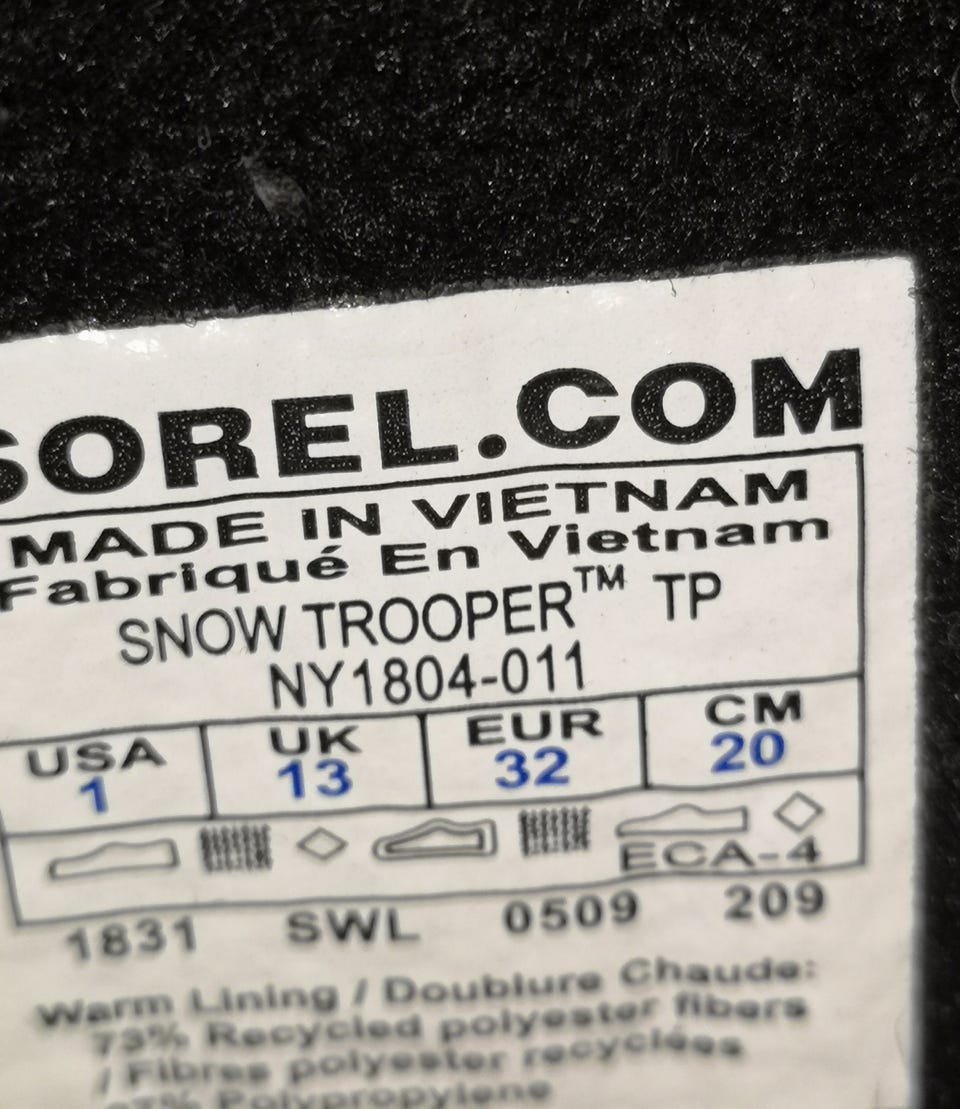 SOREL.COM
MADE IN VIETNAM
Fabriqué En Vietnam
SNOW TROOPER™ TP
NY1804-011
USA UK EUR CM
1 13 32 20
ECA-4
1831 SWL 0509 209
Warm Lining / Doublure Chaude:
73% Recycled polyester fibers
/ Fibres polyester recyclées
Polypropylene